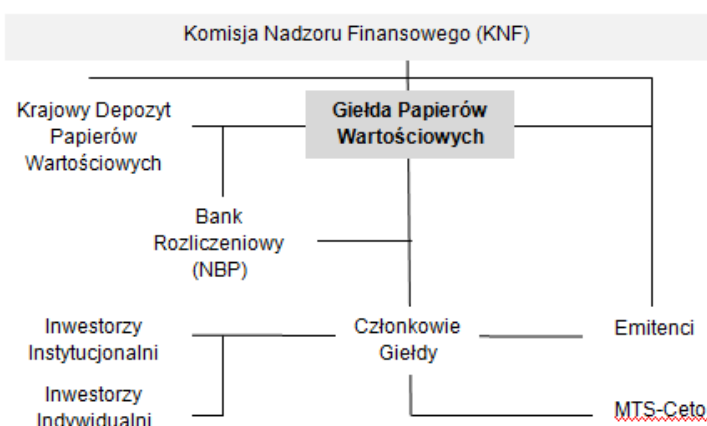 Komisja Nadzoru Finansowego (KNF)
Krajowy Depozyt
Papierów
Wartościowych
Giełda Papierów
Wartościowych
Bank
Rozliczeniowy
(NBP)
Inwestorzy
Instytucjonalni
Członkowie
Giełdy
Emitenci
Inwestorzy
Indywidualni
MTS-Ceto